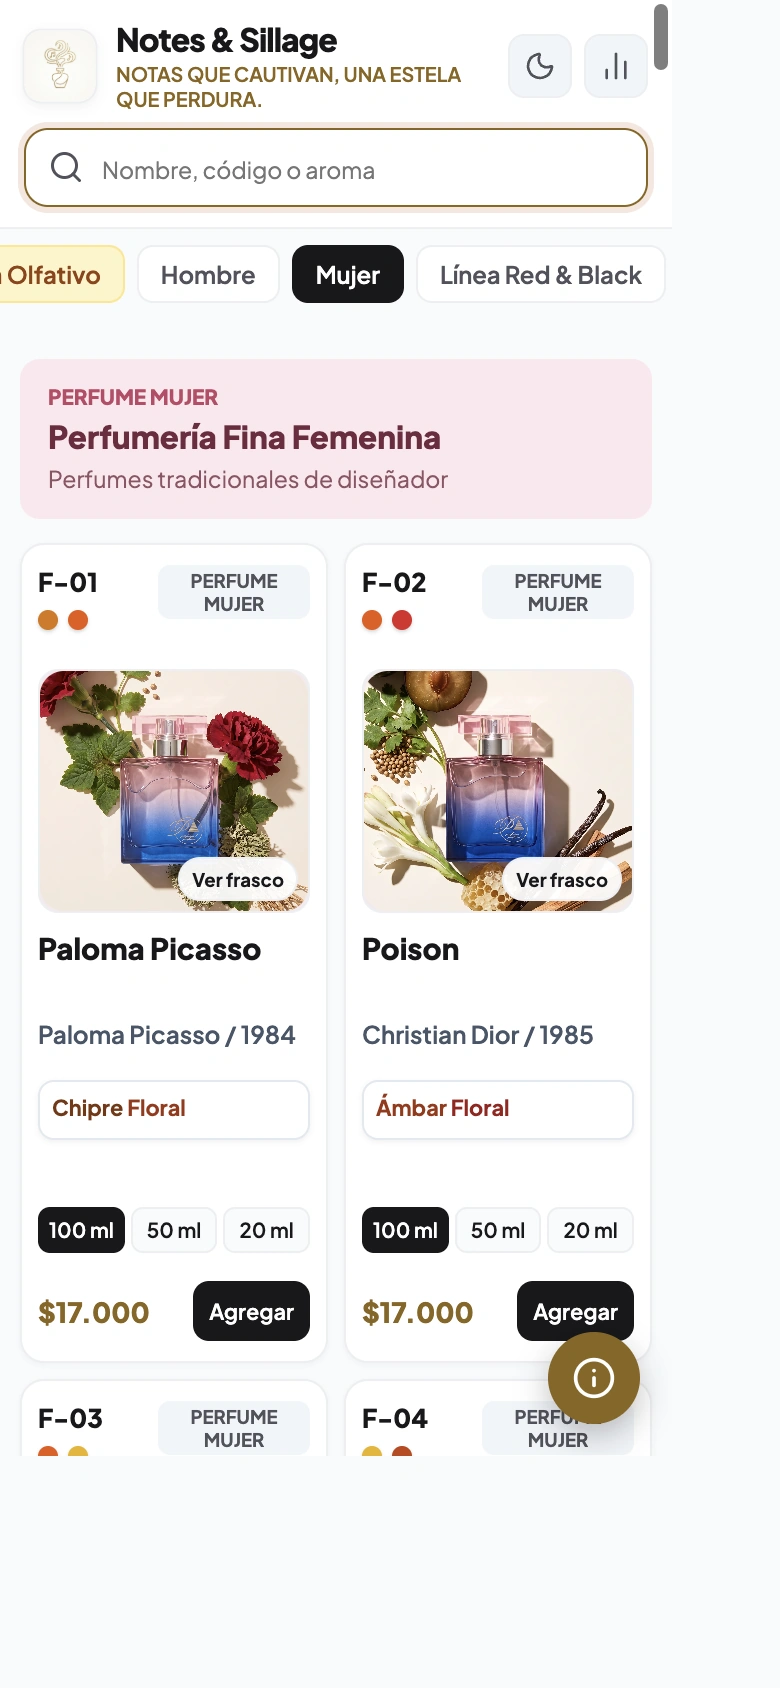 Notes & Sillage
NOTAS QUE CAUTIVAN, UNA ESTELA
QUE PERDURA.
Nombre, código o aroma
Olfativo
Hombre
Mujer
Línea Red & Black
PERFUME MUJER
Perfumería Fina Femenina
Perfumes tradicionales de diseñador
F-01
PERFUME
MUJER
Ver frasco
Paloma Picasso
Paloma Picasso / 1984
Chipre Floral
100 ml
50 ml
20 ml
$17.000
Agregar
F-02
PERFUME
MUJER
Ver frasco
Poison
Christian Dior / 1985
Ámbar Floral
100 ml
50 ml
20 ml
$17.000
Agregar
F-03
PERFUME
MUJER
F-04
PERFUME
MUJER